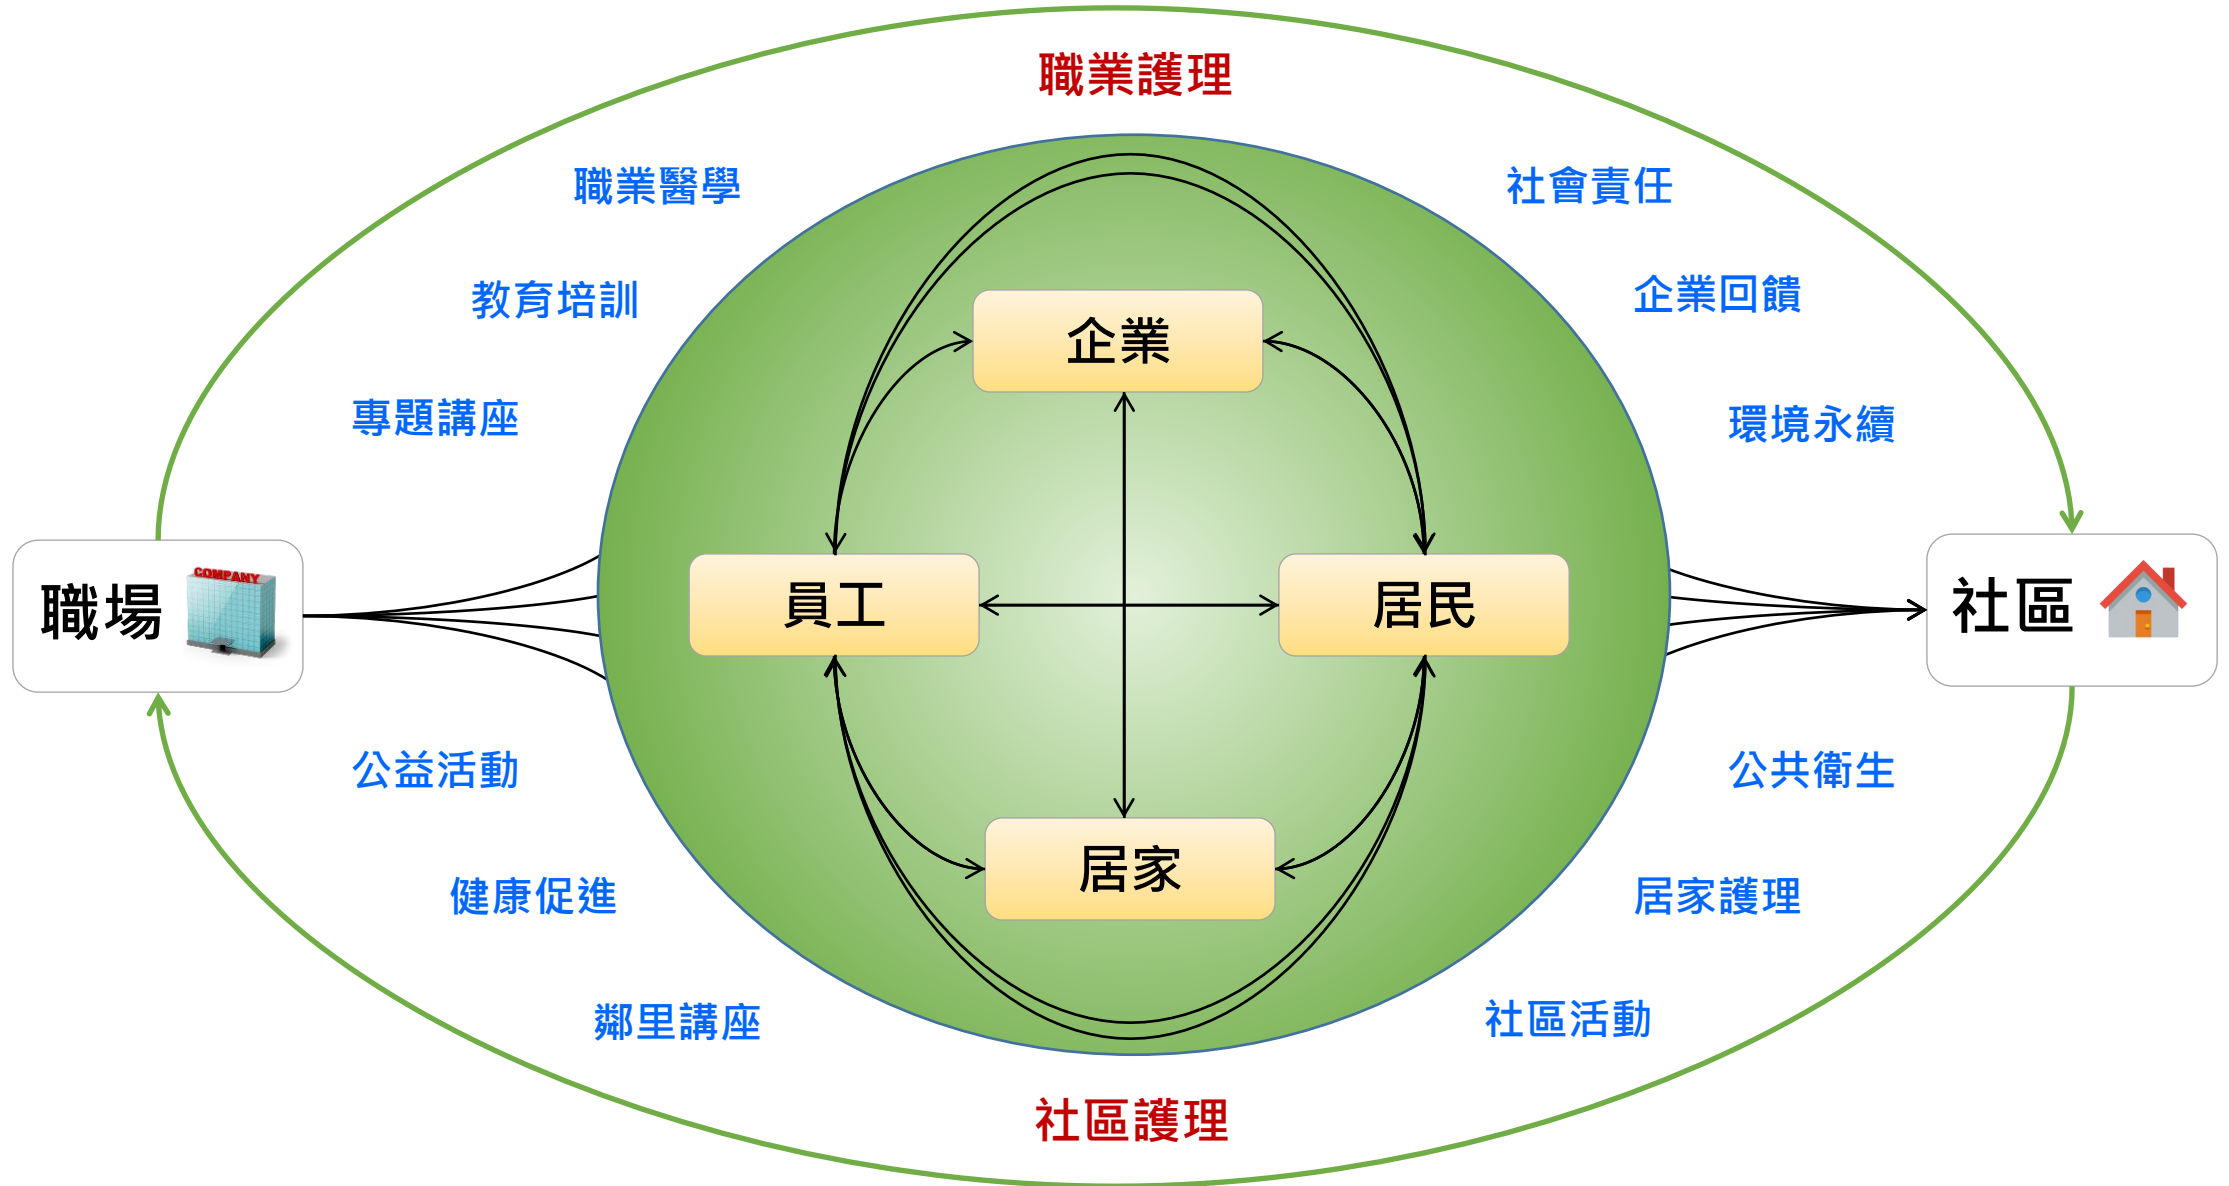 職業護理
職業醫學
社會責任
教育培訓
企業回饋
企業
專題講座
環境永續
職場
COMPANY
員工
居民
社區
公益活動
公共衛生
居家
健康促進
居家護理
鄰里講座
社區活動
社區護理